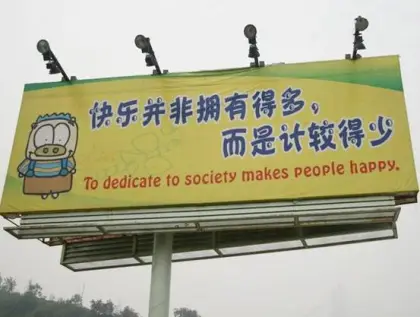 快乐并非拥有得多，
而是计较得少
To dedicate to society makes people happy.